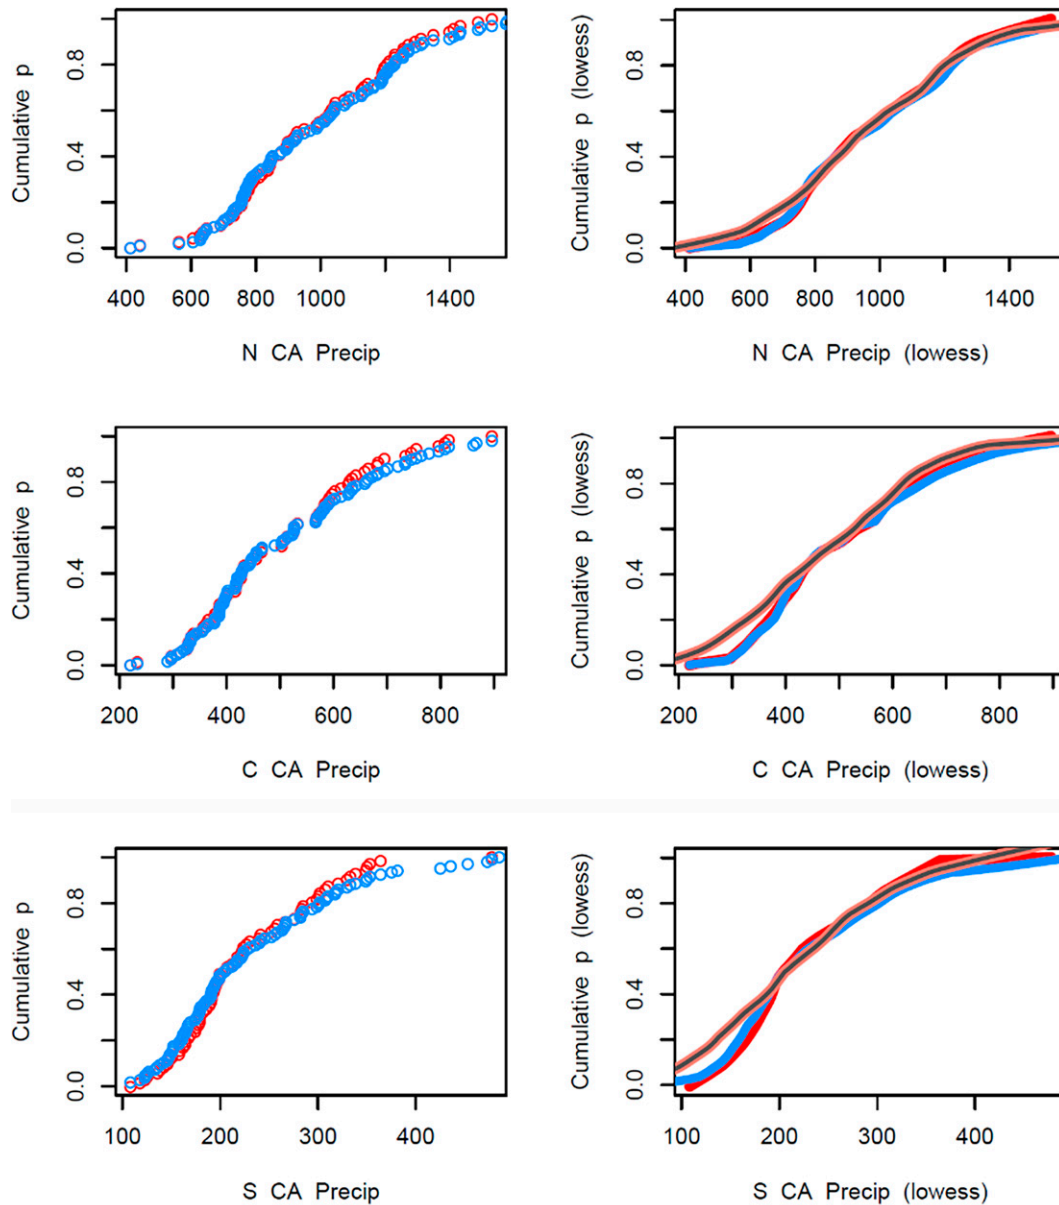 Cumulative p
0.0 0.4 0.8
400 600 800 1000 1400
N CA Precip
Cumulative p (lowess)
0.0 0.4 0.8
400 600 800 1000 1400
N CA Precip (lowess)
Cumulative p
0.0 0.4 0.8
200 400 600 800
C CA Precip
Cumulative p (lowess)
0.0 0.4 0.8
200 400 600 800
C CA Precip (lowess)
Cumulative p
0.0 0.4 0.8
100 200 300 400
S CA Precip
Cumulative p (lowess)
0.0 0.4 0.8
100 200 300 400
S CA Precip (lowess)